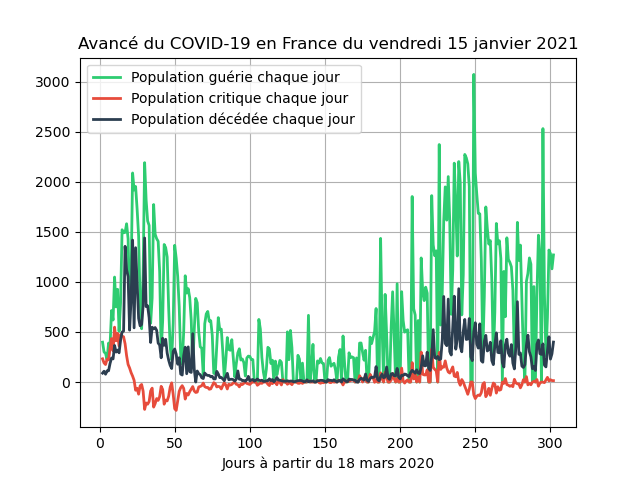 Avancé du COVID-19 en France du vendredi 15 janvier 2021
Population guérie chaque jour
Population critique chaque jour
Population décédée chaque jour
3000
2500
2000
1500
1000
500
0
0 50 100 150 200 250 300
Jours à partir du 18 mars 2020